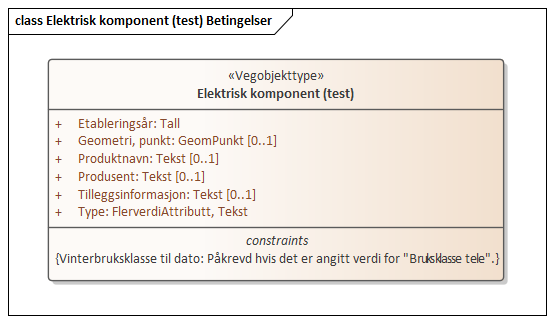 class Elektrisk komponent (test) Betingelser
«Vegobjekttype»
Elektrisk komponent (test)
+ Etableringsår: Tall
+ Geometri, punkt: GeomPunkt [0..1]
+ Produktnavn: Tekst [0..1]
+ Produsent: Tekst [0..1]
+ Tilleggsinformasjon: Tekst [0..1]
+ Type: FlerverdiAttributt, Tekst
constraints
{Vinterbruksklasse til dato: Påkrevd hvis det er angitt verdi for "Bruksklasse tele".}